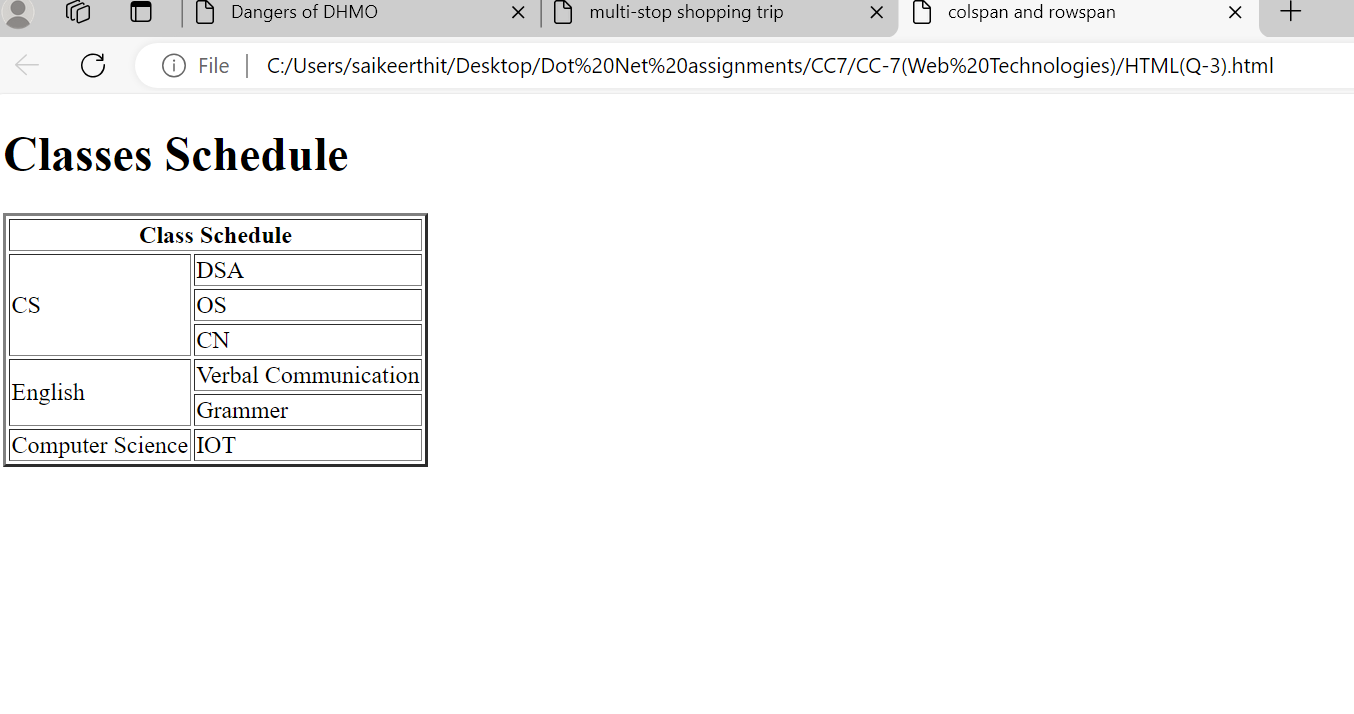 Dangers of DHMO multi-stop shopping trip colspan and rowspan
File C:/Users/saikeerthit/Desktop/Dot%20Net%20assignments/CC7/CC-7(Web%20Technologies)/HTML(Q-3).html
Classes Schedule
Class Schedule
CS
DSA
OS
CN
English
Verbal Communication
Grammer
Computer Science IOT